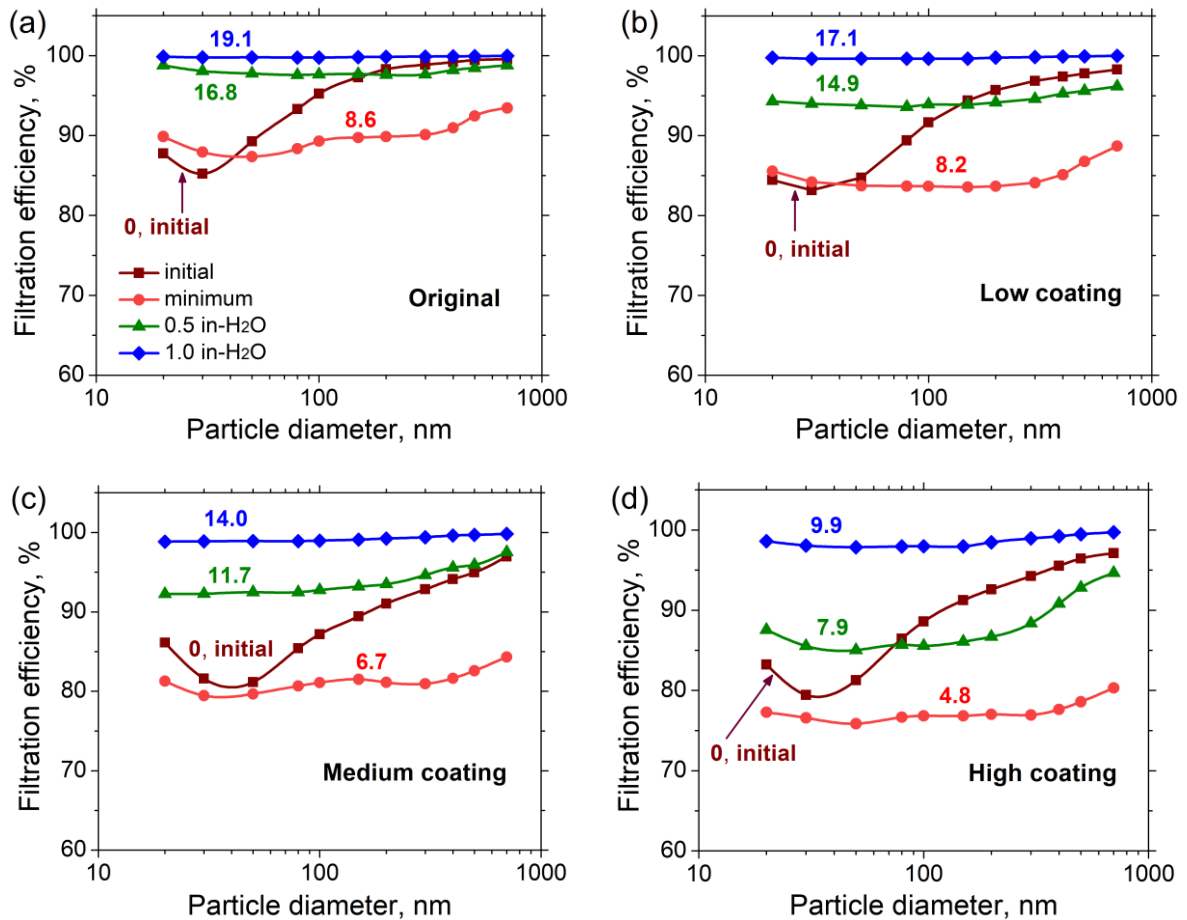 (a)
19.1
16.8
8.6
0, initial
initial
minimum
0.5 in-H2O
1.0 in-H2O
Original
Filtration efficiency, %
100
90
80
70
60
10
100
1000
Particle diameter, nm
(b)
17.1
14.9
8.2
0, initial
Low coating
Filtration efficiency, %
100
90
80
70
60
10
100
1000
Particle diameter, nm
(c)
14.0
11.7
0, initial
6.7
Medium coating
Filtration efficiency, %
100
90
80
70
60
10
100
1000
Particle diameter, nm
(d)
9.9
7.9
4.8
0, initial
High coating
Filtration efficiency, %
100
90
80
70
60
10
100
1000
Particle diameter, nm